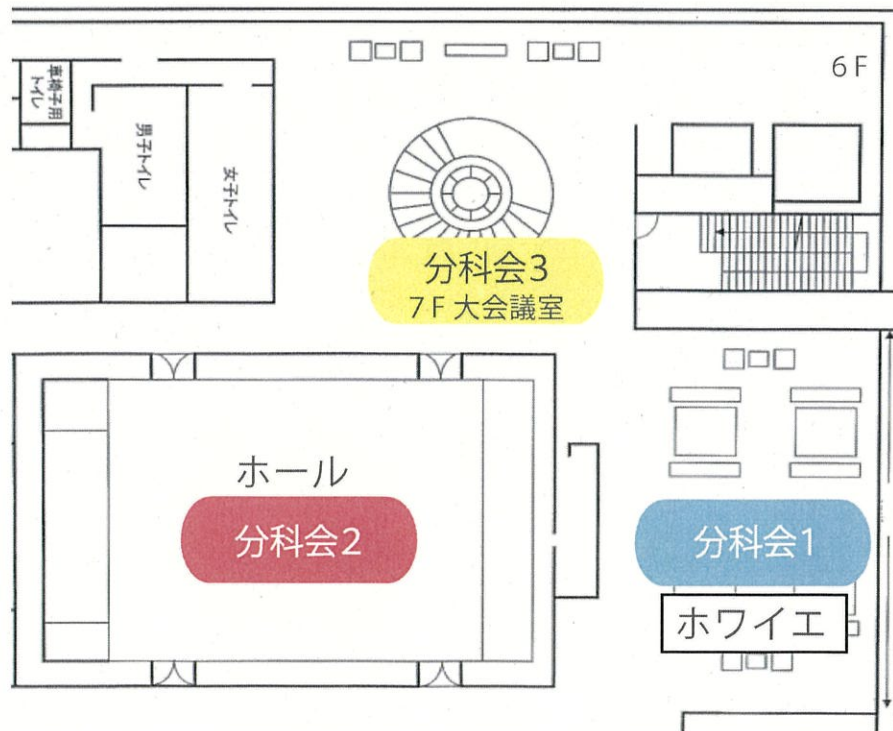 6F
車椅子用
トイレ
男子トイレ
女子トイレ
分科会3
7F 大会議室
ホール
分科会2
分科会1
ホワイエ